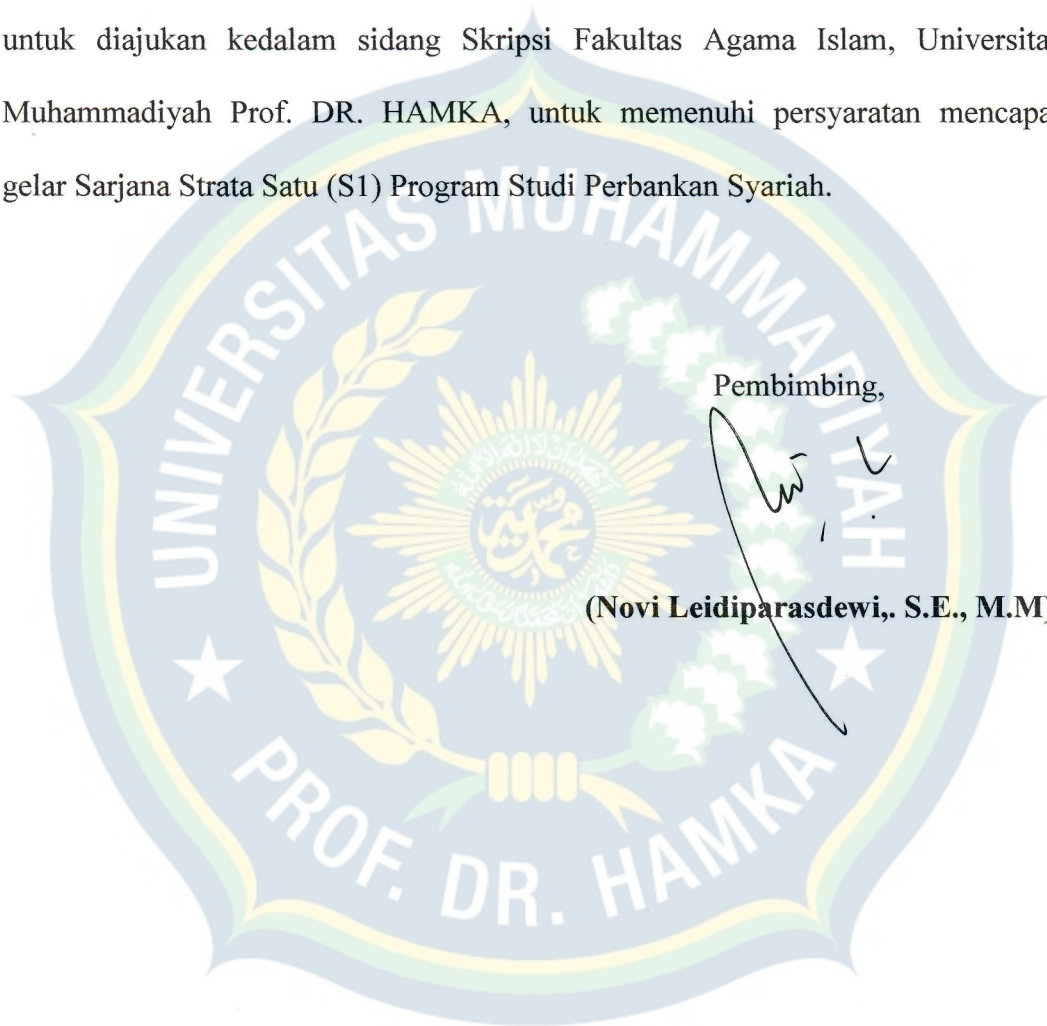 untuk diajukan kedalam sidang Skripsi Fakultas Agama Islam, Universita
Muhammadiyah Prof. DR. HAMKA, untuk memenuhi persyaratan mencapa
gelar Sarjana Strata Satu (S1) Program Studi Perbankan Syariah.
UNIVERSITAS MUHAMMADIYAH
Pembimbing,
(Novi Leidiparasdewi,. S.E., M.M)
PROF. DR. HAMKA